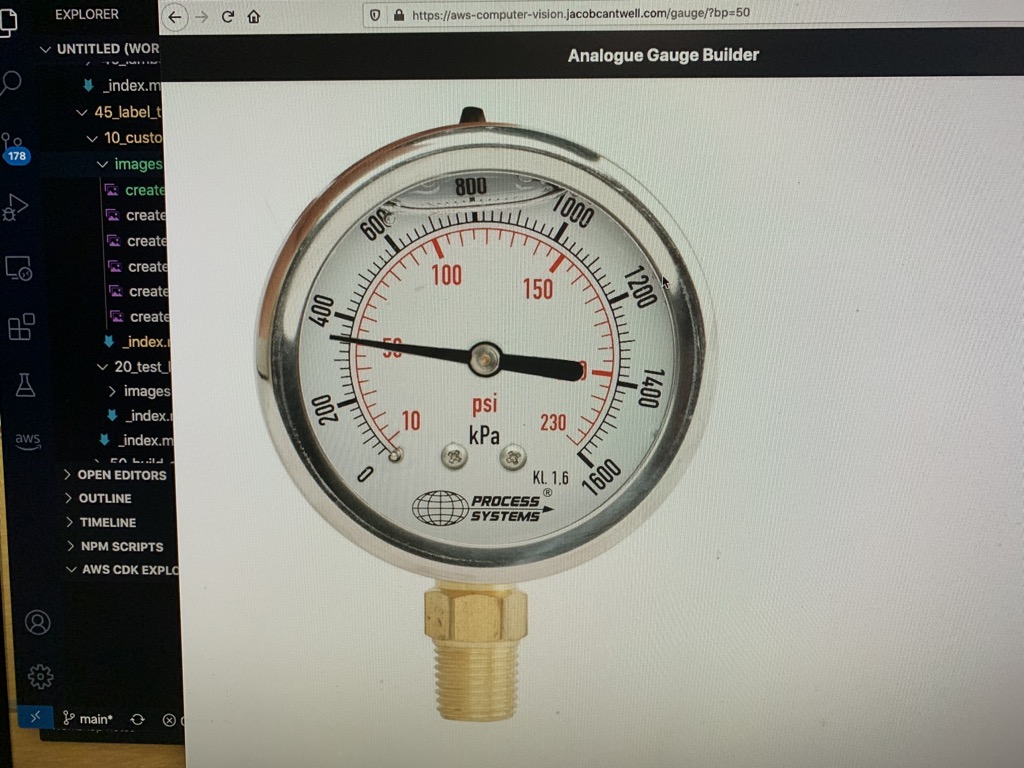 EXPLORER
UNTITLED (WOR
_index.m
45_label_t
10_custo
images
create
create
create
create
create
create
_index.
20_test_l
images
_index.
_index.m
OPEN EDITORS
OUTLINE
TIMELINE
NPM SCRIPTS
AWS CDK EXPLO
178
aws
main*
https://aws-computer-vision.jacobcantwell.com/gauge/?bp=50
Analogue Gauge Builder
0
200
400
600
800
1000
1200
1400
1600
10
50
100
150
230
psi
kPa
Kl. 1,6
PROCESS ®
SYSTEMS